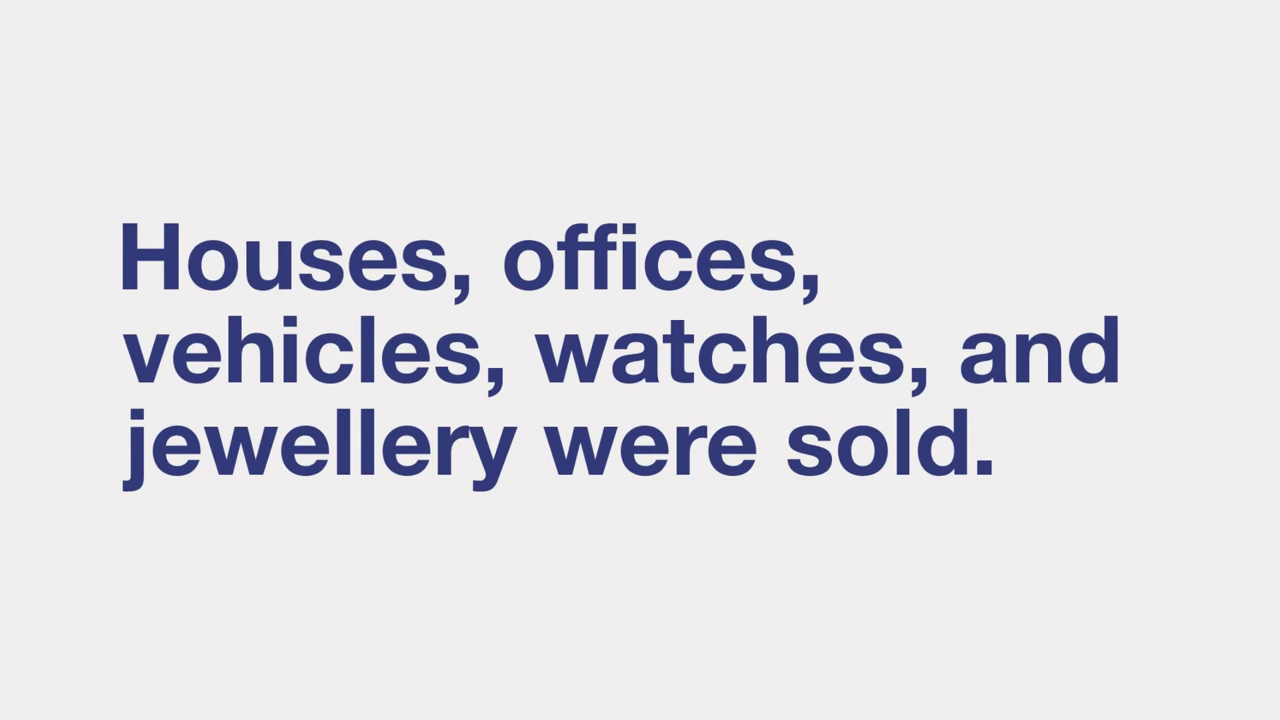 Houses, offices,
vehicles, watches, and
jewellery were sold.